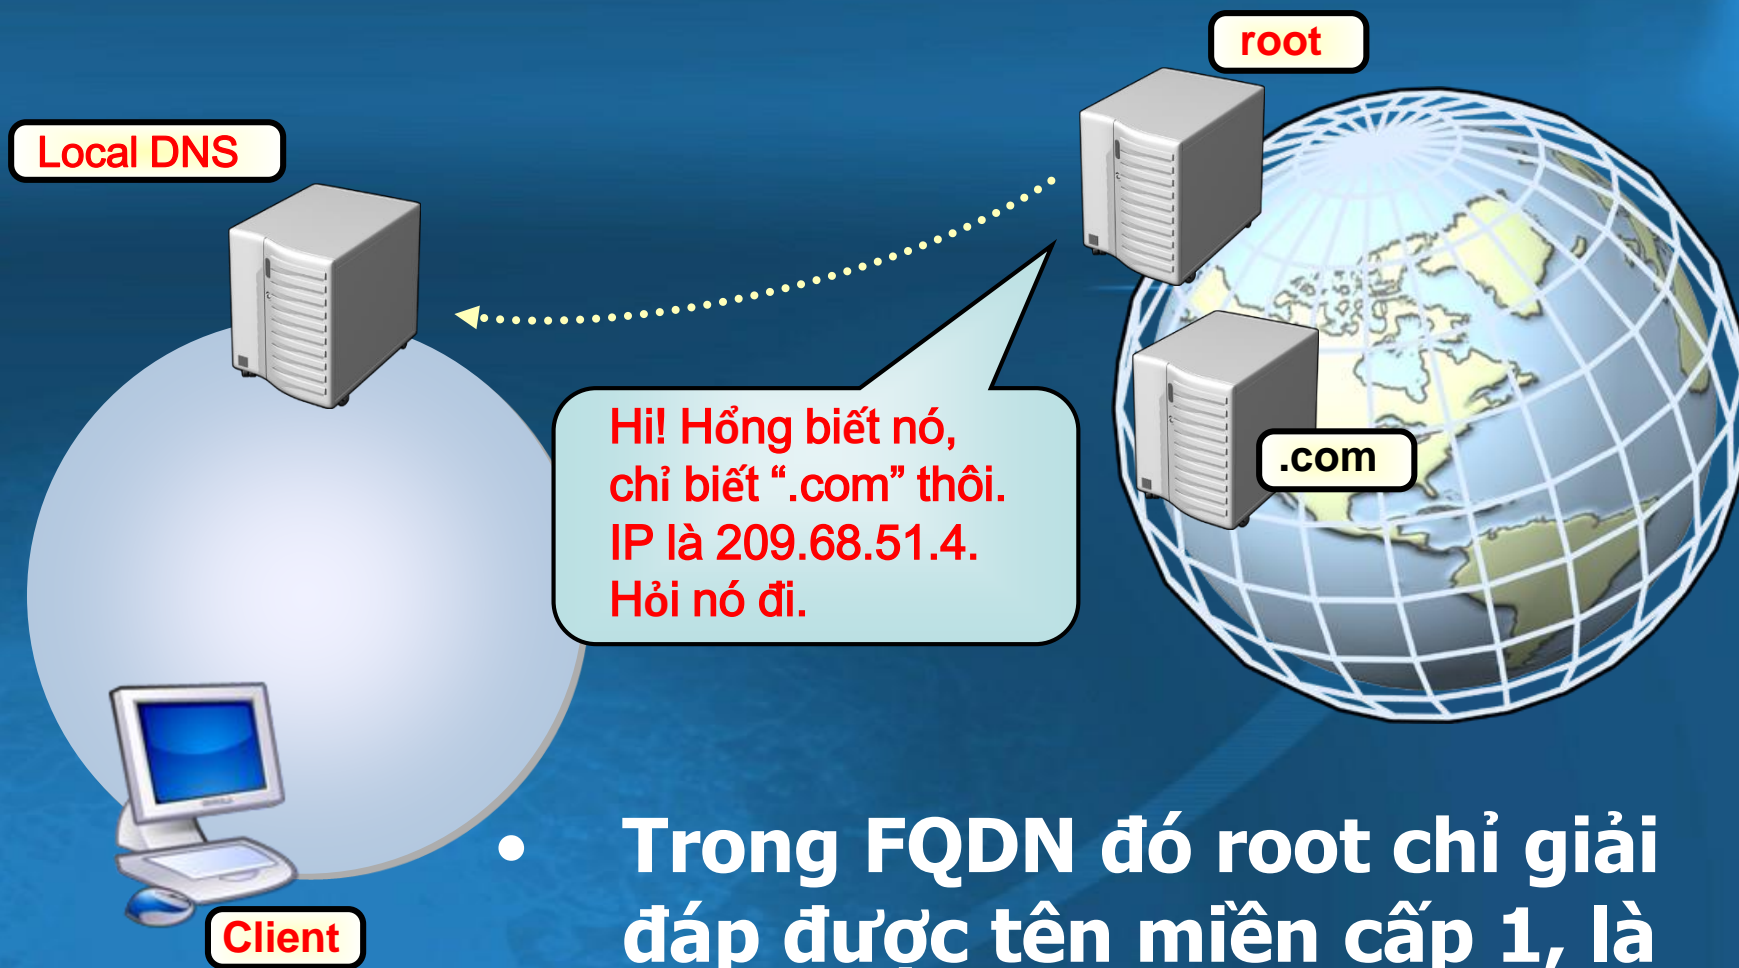 root
Local DNS
Hi! Hổng biết nó,
chỉ biết “.com” thôi.
IP là 209.68.51.4.
Hỏi nó đi.
.com
Client
• Trong FQDN đó root chỉ giải
đáp được tên miền cấp 1, là